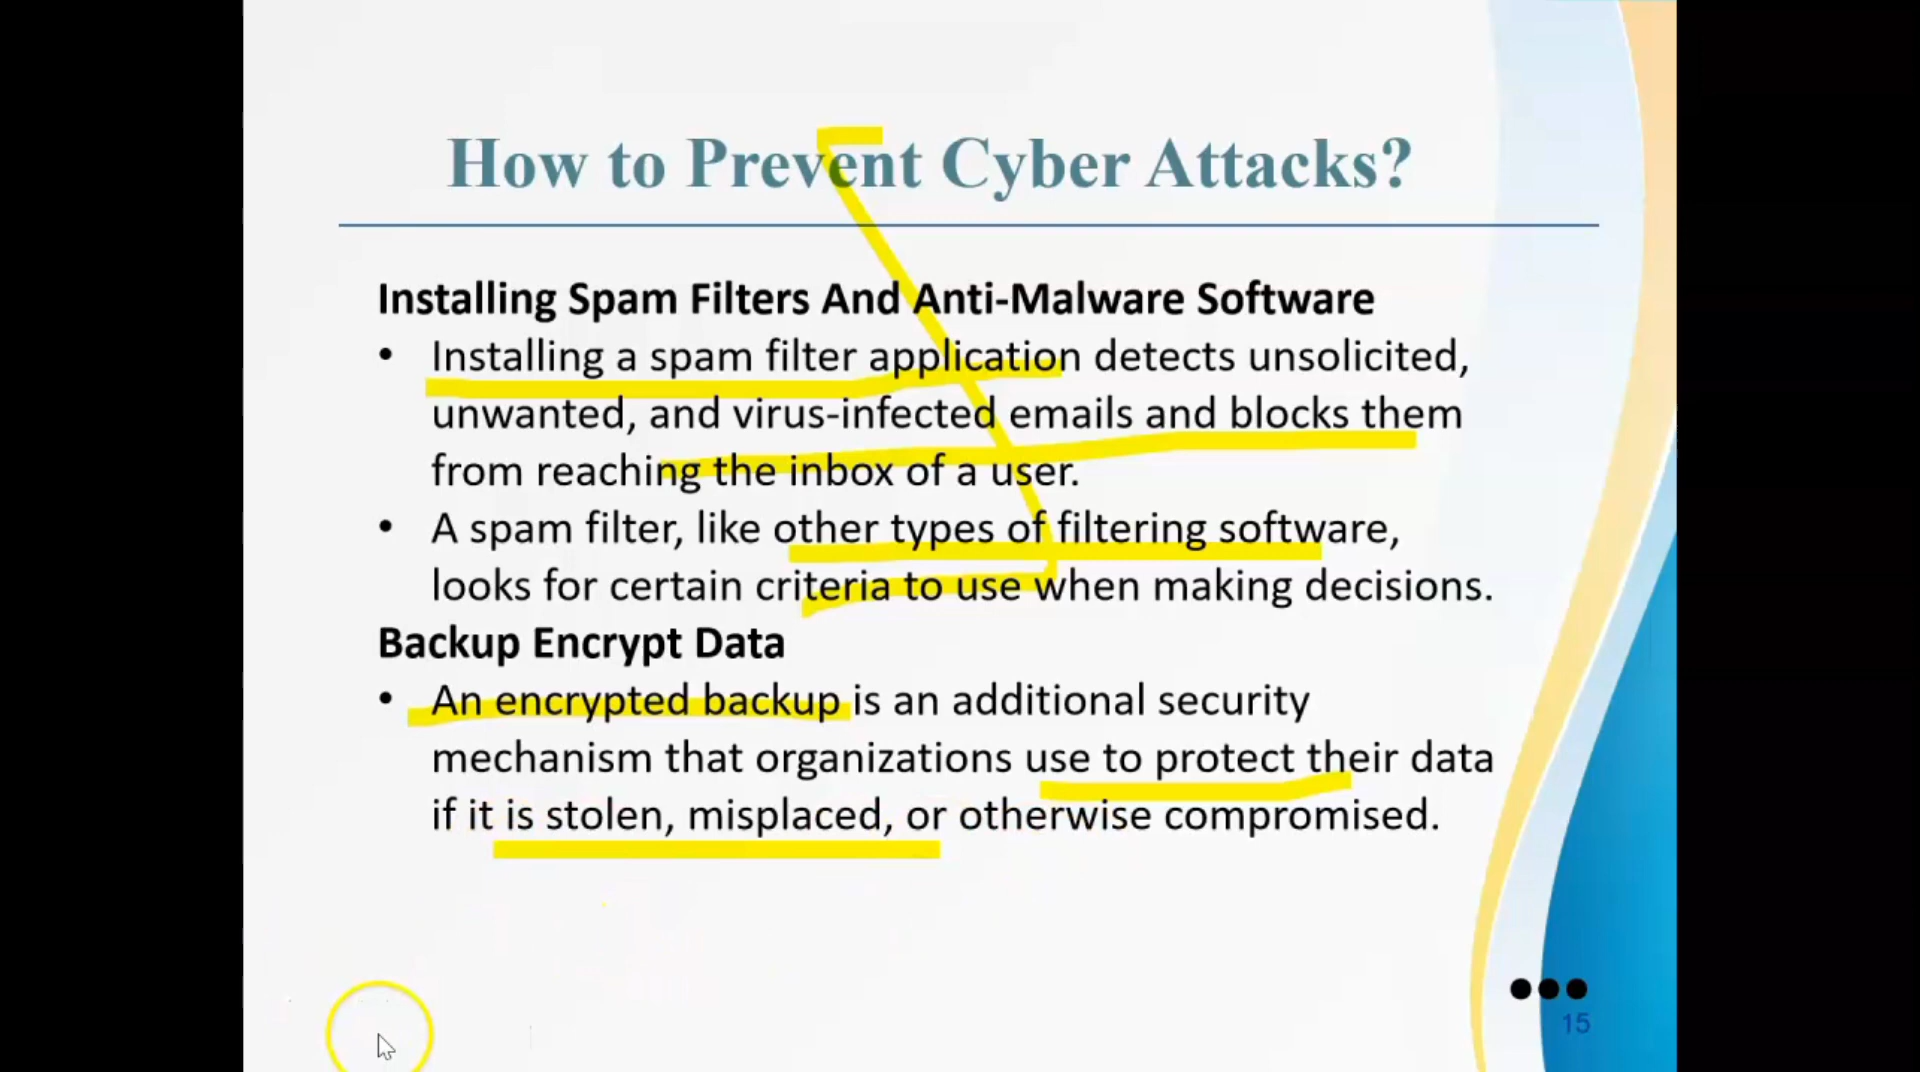 How to Prevent Cyber Attacks?
Installing Spam Filters And Anti-Malware Software
• Installing a spam filter application detects unsolicited,
unwanted, and virus-infected emails and blocks them
from reaching the inbox of a user.
• A spam filter, like other types of filtering software,
looks for certain criteria to use when making decisions.
Backup Encrypt Data
• An encrypted backup is an additional security
mechanism that organizations use to protect their data
if it is stolen, misplaced, or otherwise compromised.
15